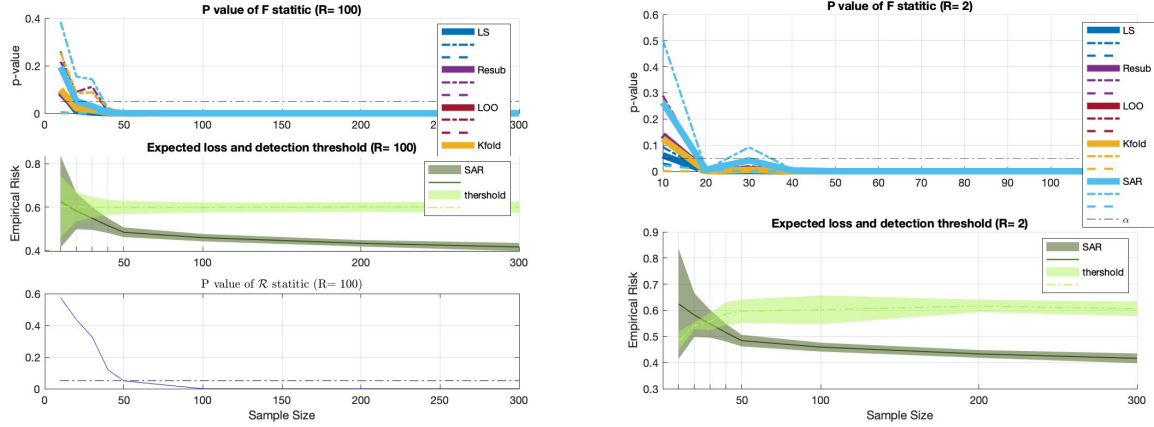 P value of F statitic (R= 100)
0.4
0.2
0
p-value
0
50
100
150
200
250
300
LS
Resub
LOO
Kfold
Expected loss and detection threshold (R= 100)
0.8
0.6
0.4
Empirical Risk
SAR
thershold
50
100
200
300
P value of R statitic (R= 100)
0.6
0.4
0.2
0
0
50
100
150
200
250
300
Sample Size
P value of F statitic (R= 2)
0.6
0.5
0.4
0.3
0.2
0.1
0
p-value
10
20
30
40
50
60
70
80
90
100
LS
Resub
LOO
Kfold
SAR
α
Expected loss and detection threshold (R= 2)
0.9
0.8
0.7
0.6
0.5
0.4
0.3
Empirical Risk
SAR
thershold
50
100
200
300
Sample Size